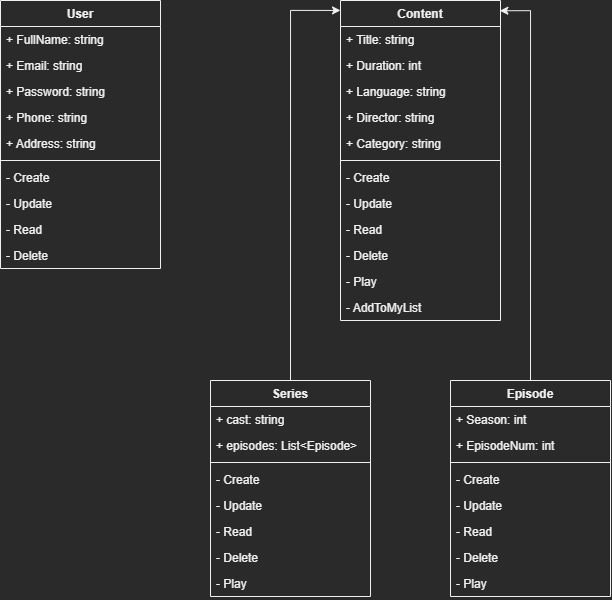 User
+ FullName: string
+ Email: string
+ Password: string
+ Phone: string
+ Address: string
- Create
- Update
- Read
- Delete
Content
+ Title: string
+ Duration: int
+ Language: string
+ Director: string
+ Category: string
- Create
- Update
- Read
- Delete
- Play
- AddToMyList
Series
+ cast: string
+ episodes: List<Episode>
- Create
- Update
- Read
- Delete
- Play
Episode
+ Season: int
+ EpisodeNum: int
- Create
- Update
- Read
- Delete
- Play